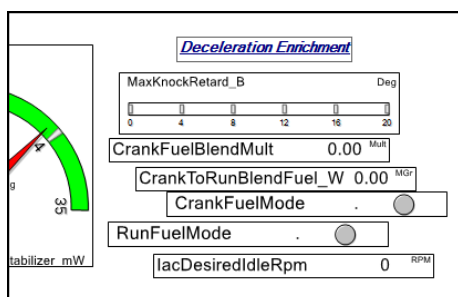 Deceleration Enrichment
MaxKnockRetard_B Deg
0 4 8 12 16 20
CrankFuelBlendMult 0.00 Mult
CrankToRunBlendFuel_W 0.00 MGr
CrankFuelMode .
RunFuelMode .
IacDesiredIdleRpm 0 RPM
4
35
g
tabilizer_mW